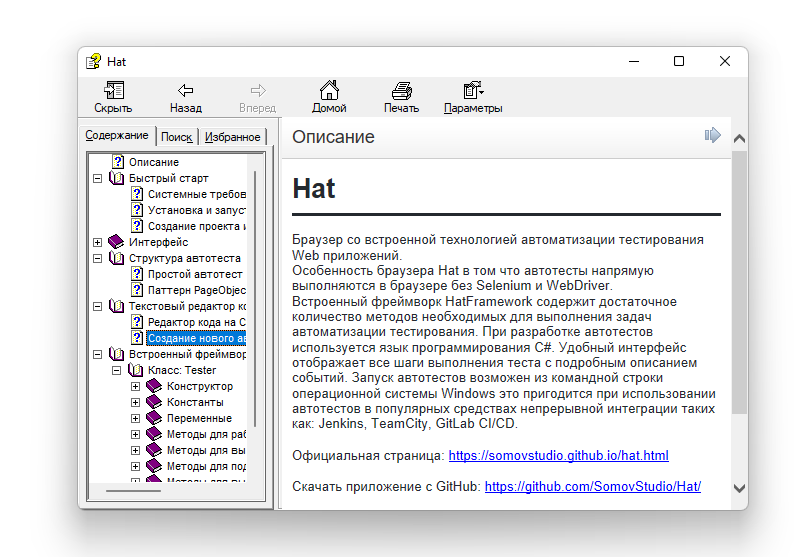 Hat
Скрыть Назад Вперед Домой Печать Параметры
Содержание Поиск Избранное
Описание
Быстрый старт
Системные требов
Установка и запус
Создание проекта
Интерфейс
Структура автотеста
Простой автотест
Паттерн PageObjec
Текстовый редактор ко
Редактор кода на C
Создание нового ав
Встроенный фреймвор
Класс: Tester
Конструктор
Константы
Переменные
Методы для раб
Методы для вы
Методы для под
Описание
Hat
Браузер со встроенной технологией автоматизации тестирования
Web приложений.
Особенность браузера Hat в том что автотесты напрямую
выполняются в браузере без Selenium и WebDriver.
Встроенный фреймворк HatFramework содержит достаточное
количество методов необходимых для выполнения задач
автоматизации тестирования. При разработке автотестов
используется язык программирования C#. Удобный интерфейс
отображает все шаги выполнения теста с подробным описанием
событий. Запуск автотестов возможен из командной строки
операционной системы Windows это пригодится при использовании
автотестов в популярных средствах непрерывной интеграции таких
как: Jenkins, TeamCity, GitLab CI/CD.
Официальная страница: https://somovstudio.github.io/hat.html
Скачать приложение с GitHub: https://github.com/SomovStudio/Hat/